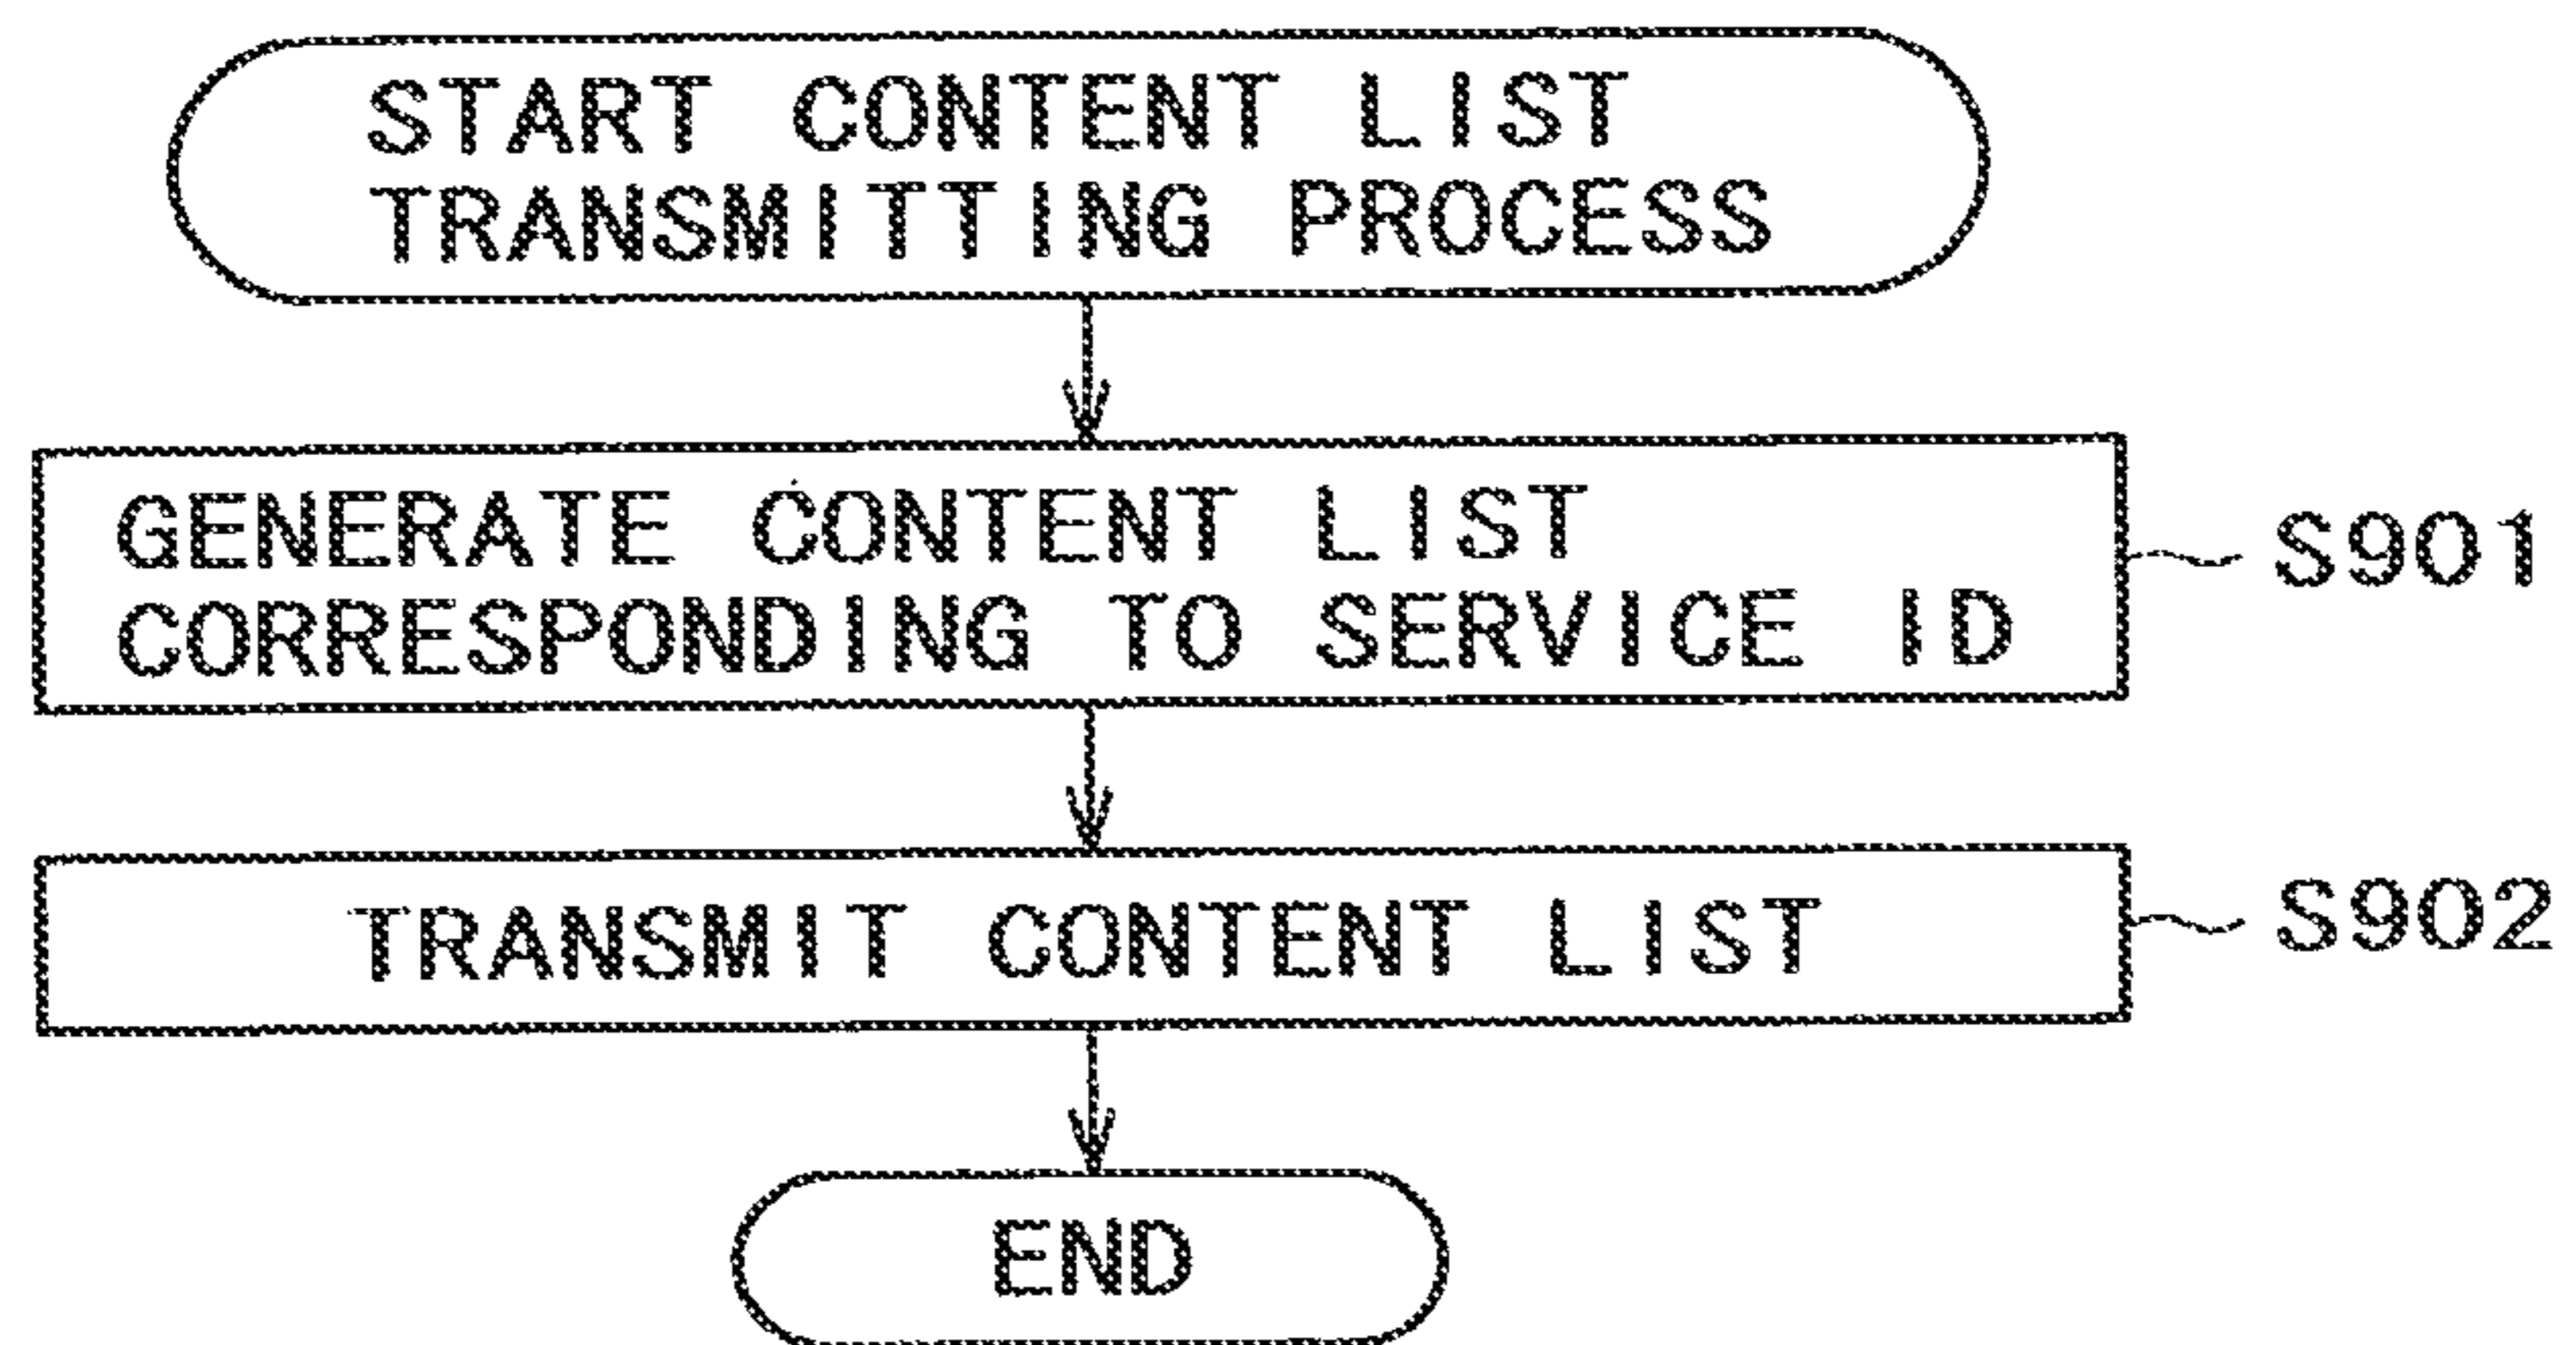 START CONTENT LIST
TRANSMITTING PROCESS
GENERATE CONTENT LIST
CORRESPONDING TO SERVICE ID
S901
TRANSMIT CONTENT LIST
S902
END